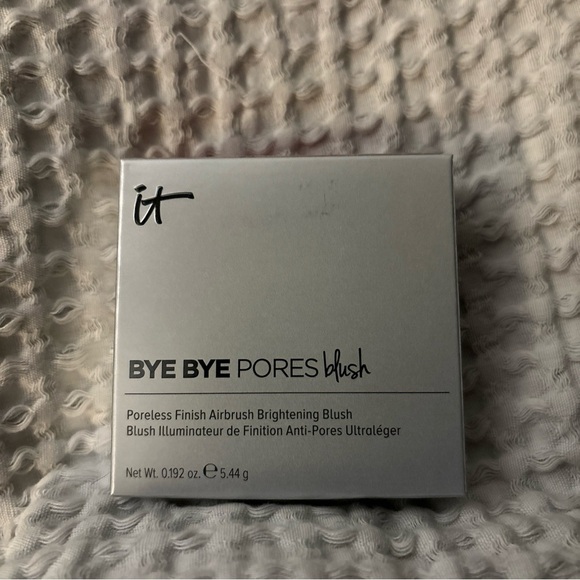 it
BYE BYE PORES blush
Poreless Finish Airbrush Brightening Blush
Blush Illuminateur de Finition Anti-Pores Ultraléger
Net Wt. 0.192 oz. ℮ 5.44 g